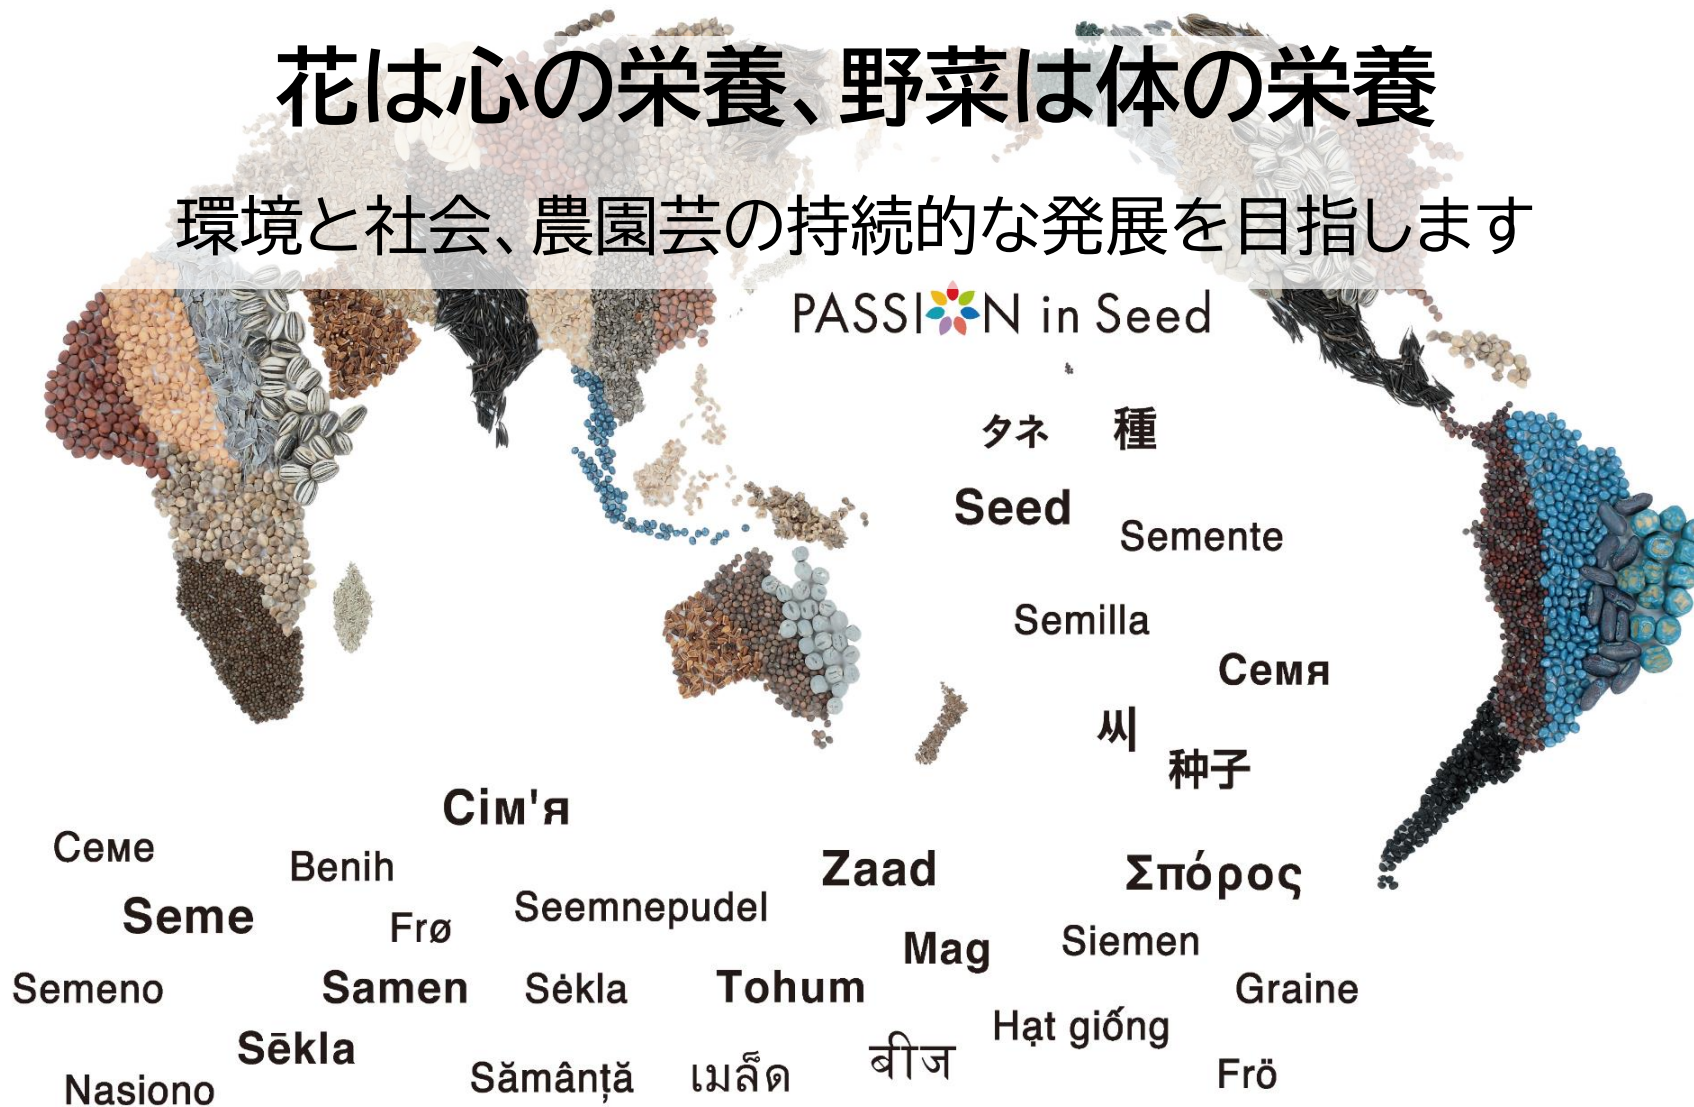 花は心の栄養、野菜は体の栄養
環境と社会、農園芸の持続的な発展を目指します
PASSION in Seed
タネ 種
Seed
Semente
Semilla
Семя
씨
种子
Сім'я
Семе
Benih
Zaad
Σπόρος
Seme
Frø
Seemnepudel
Mag
Siemen
Semeno
Samen
Sėkla
Tohum
Graine
Hạt giống
Sēkla
Nasiono
Sămânță
เมล็ด
बीज
Frö